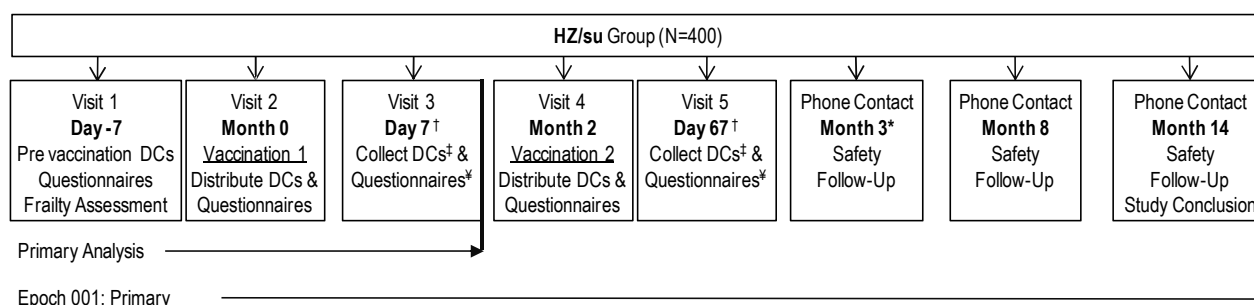 HZ/su Group (N=400)
Visit 1
Day -7
Pre vaccination DCs
Questionnaires
Frailty Assessment
Visit 2
Month 0
Vaccination 1
Distribute DCs &
Questionnaires
Visit 3
Day 7 †
Collect DCs‡ &
Questionnaires¥
Visit 4
Month 2
Vaccination 2
Distribute DCs &
Questionnaires
Visit 5
Day 67 †
Collect DCs‡ &
Questionnaires¥
Phone Contact
Month 3*
Safety
Follow-Up
Phone Contact
Month 8
Safety
Follow-Up
Phone Contact
Month 14
Safety
Follow-Up
Study Conclusion
Primary Analysis
Epoch 001: Primary